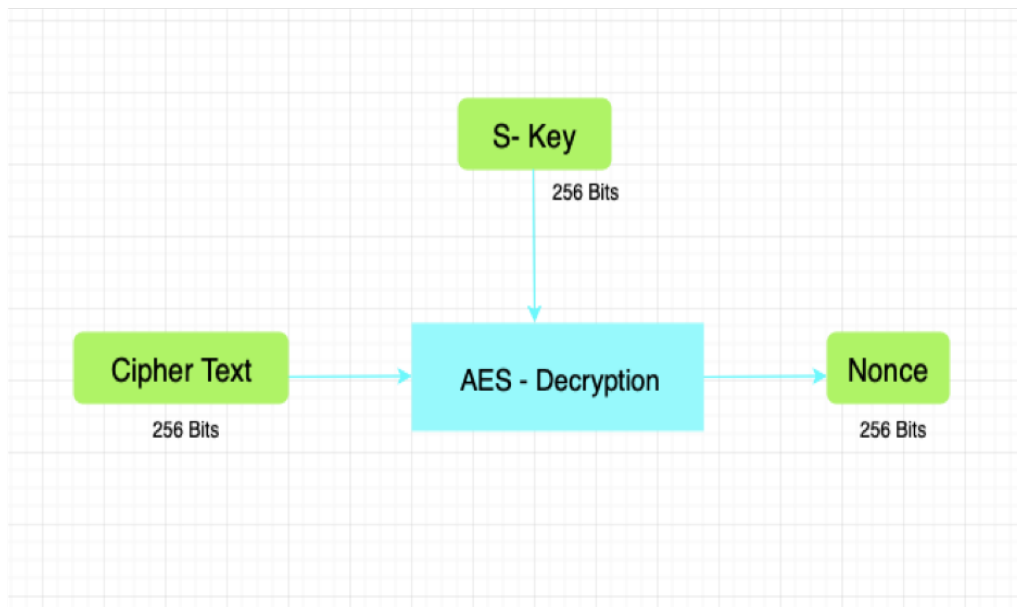 S- Key
256 Bits
Cipher Text
AES - Decryption
Nonce
256 Bits
256 Bits